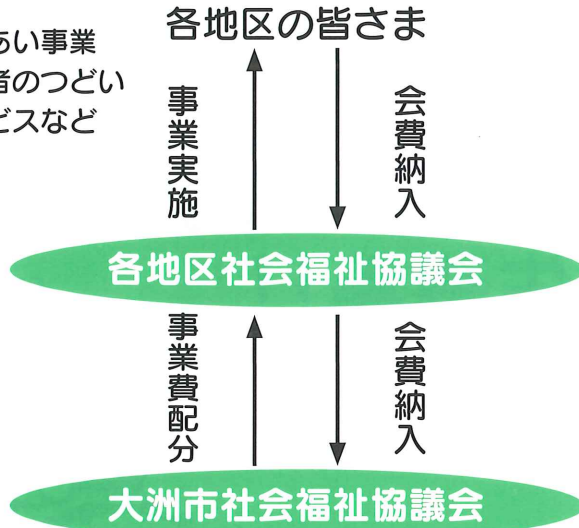 各地区の皆さま
あい事業
者のつどい
ビスなど
事業実施
会費納入
各地区社会福祉協議会
事業費配分
会費納入
大洲市社会福祉協議会